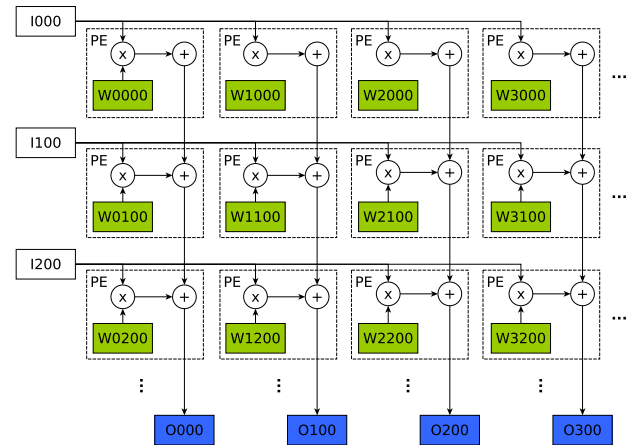 I000
PE PE PE PE
x + x + x + x +
W0000 W1000 W2000 W3000 ...
I100
PE PE PE PE
x + x + x + x +
W0100 W1100 W2100 W3100 ...
I200
PE PE PE PE
x + x + x + x +
W0200 W1200 W2200 W3200 ...
... ... ... ...
O000 O100 O200 O300